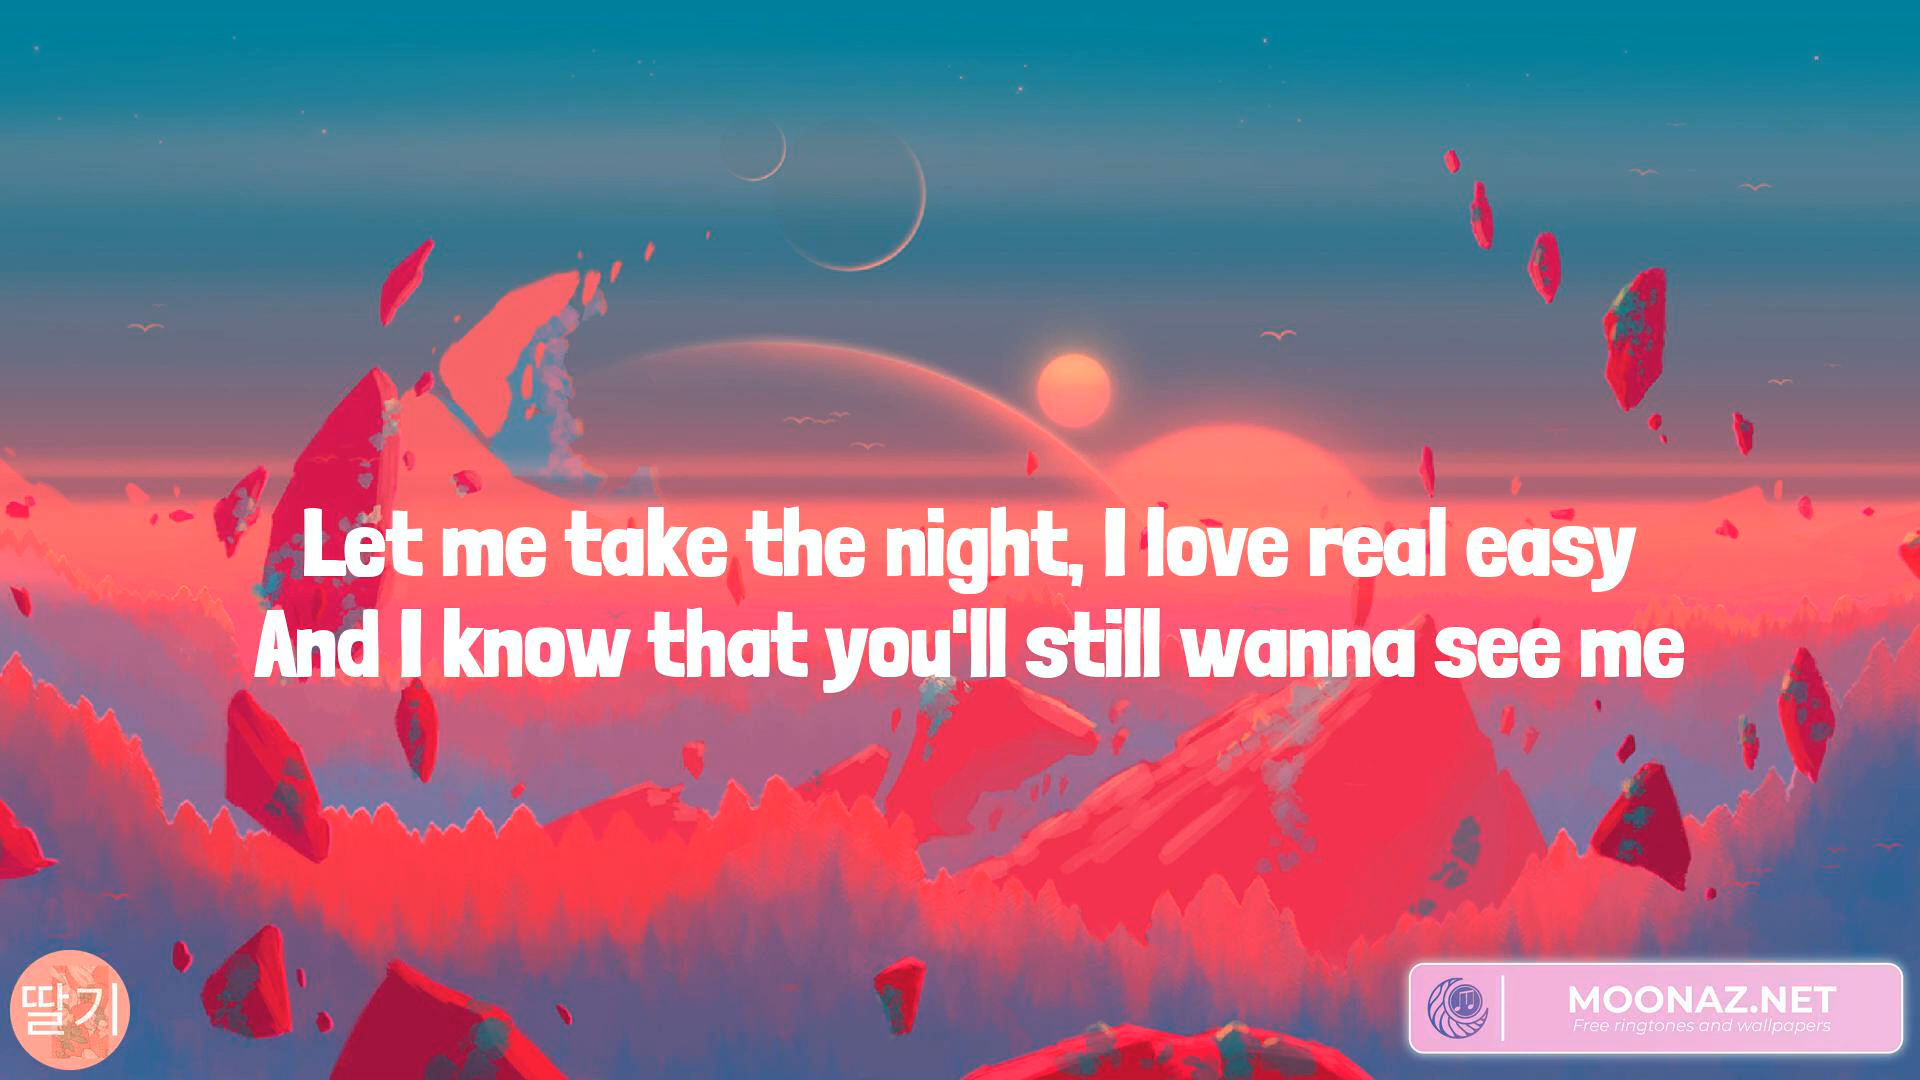 Let me take the night, I love real easy
And I know that you'll still wanna see me
딸기
MOONAZ.NET
Free ringtones and wallpapers